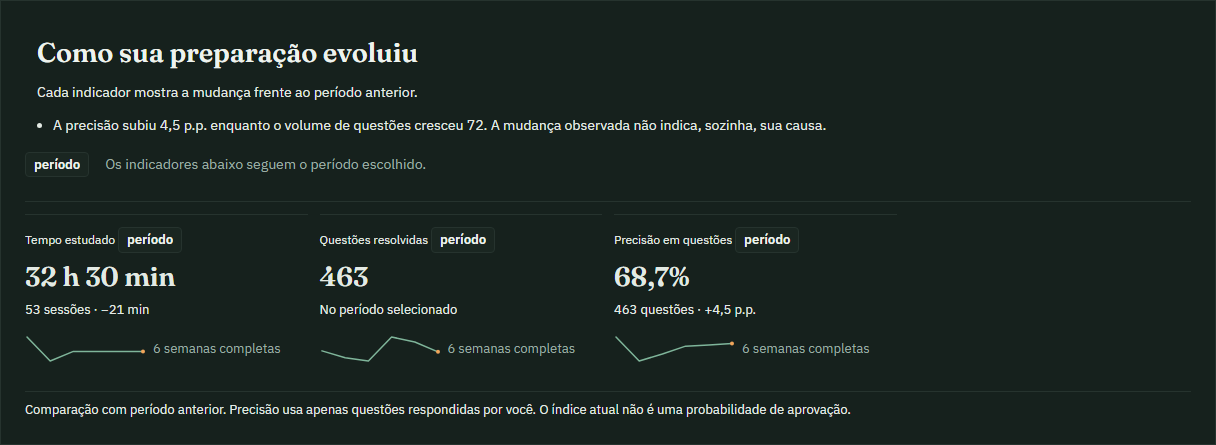 Como sua preparação evoluiu
Cada indicador mostra a mudança frente ao período anterior.
• A precisão subiu 4,5 p.p. enquanto o volume de questões cresceu 72. A mudança observada não indica, sozinha, sua causa.
período Os indicadores abaixo seguem o período escolhido.
Tempo estudado período
32 h 30 min
53 sessões · −21 min
6 semanas completas
Questões resolvidas período
463
No período selecionado
6 semanas completas
Precisão em questões período
68,7%
463 questões · +4,5 p.p.
6 semanas completas
Comparação com período anterior. Precisão usa apenas questões respondidas por você. O índice atual não é uma probabilidade de aprovação.